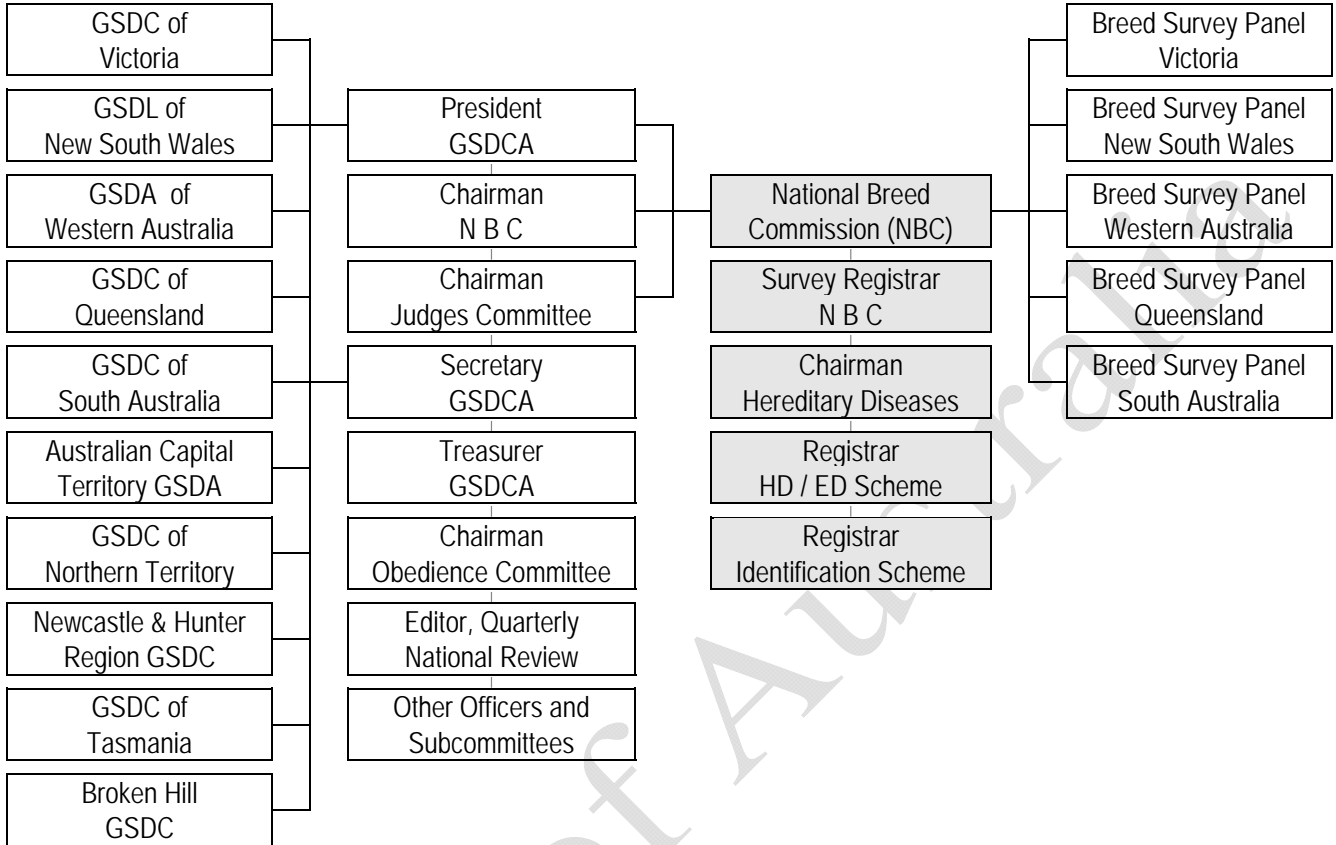 GSDC of
Victoria
GSDL of
New South Wales
GSDA of
Western Australia
GSDC of
Queensland
GSDC of
South Australia
Australian Capital
Territory GSDA
GSDC of
Northern Territory
Newcastle & Hunter
Region GSDC
GSDC of
Tasmania
Broken Hill
GSDC
President
GSDCA
Chairman
N B C
Chairman
Judges Committee
Secretary
GSDCA
Treasurer
GSDCA
Chairman
Obedience Committee
Editor, Quarterly
National Review
Other Officers and
Subcommittees
National Breed
Commission (NBC)
Survey Registrar
N B C
Chairman
Hereditary Diseases
Registrar
HD / ED Scheme
Registrar
Identification Scheme
Breed Survey Panel
Victoria
Breed Survey Panel
New South Wales
Breed Survey Panel
Western Australia
Breed Survey Panel
Queensland
Breed Survey Panel
South Australia
of Australia